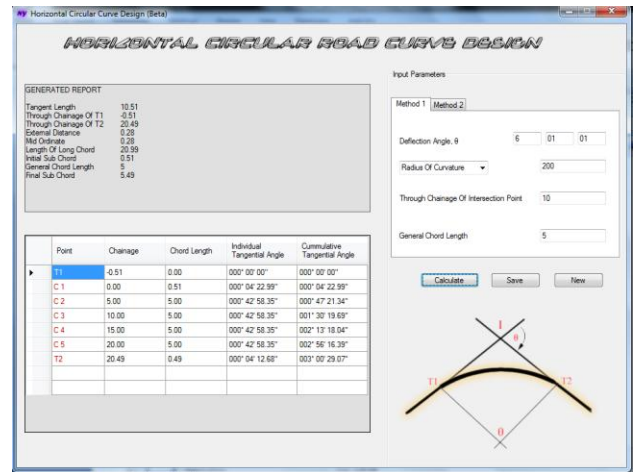 Horizontal Circular Curve Design (Beta)
HORIZONTAL CIRCULAR ROAD CURVE DESIGN
GENERATED REPORT
Tangent Length 10.51
Through Chainage Of T1 -0.51
Through Chainage Of T2 20.49
External Distance 0.28
Mid Ordinate 0.28
Length Of Long Chord 20.99
Initial Sub Chord 0.51
General Chord Length 5
Final Sub Chord 5.49
Input Parameters
Method 1 Method 2
Deflection Angle, θ 6 01 01
Radius Of Curvature 200
Through Chainage Of Intersection Point 10
General Chord Length 5
Calculate Save New
Point Chainage Chord Length Individual Tangential Angle Cummulative Tangential Angle
T1 -0.51 0.00 000° 00' 00" 000° 00' 00"
C 1 0.00 0.51 000° 04' 22.99" 000° 04' 22.99"
C 2 5.00 5.00 000° 42' 58.35" 000° 47' 21.34"
C 3 10.00 5.00 000° 42' 58.35" 001° 30' 19.69"
C 4 15.00 5.00 000° 42' 58.35" 002° 13' 18.04"
C 5 20.00 5.00 000° 42' 58.35" 002° 56' 16.39"
T2 20.49 0.49 000° 04' 12.68" 003° 00' 29.07"
I
θ
T1 T2
θ